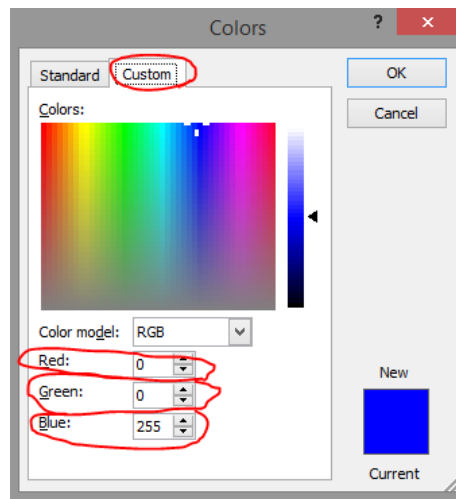 Colors ? ×
Standard Custom OK
Colors: Cancel
Color model: RGB
Red: 0
Green: 0
New
Blue: 255
Current